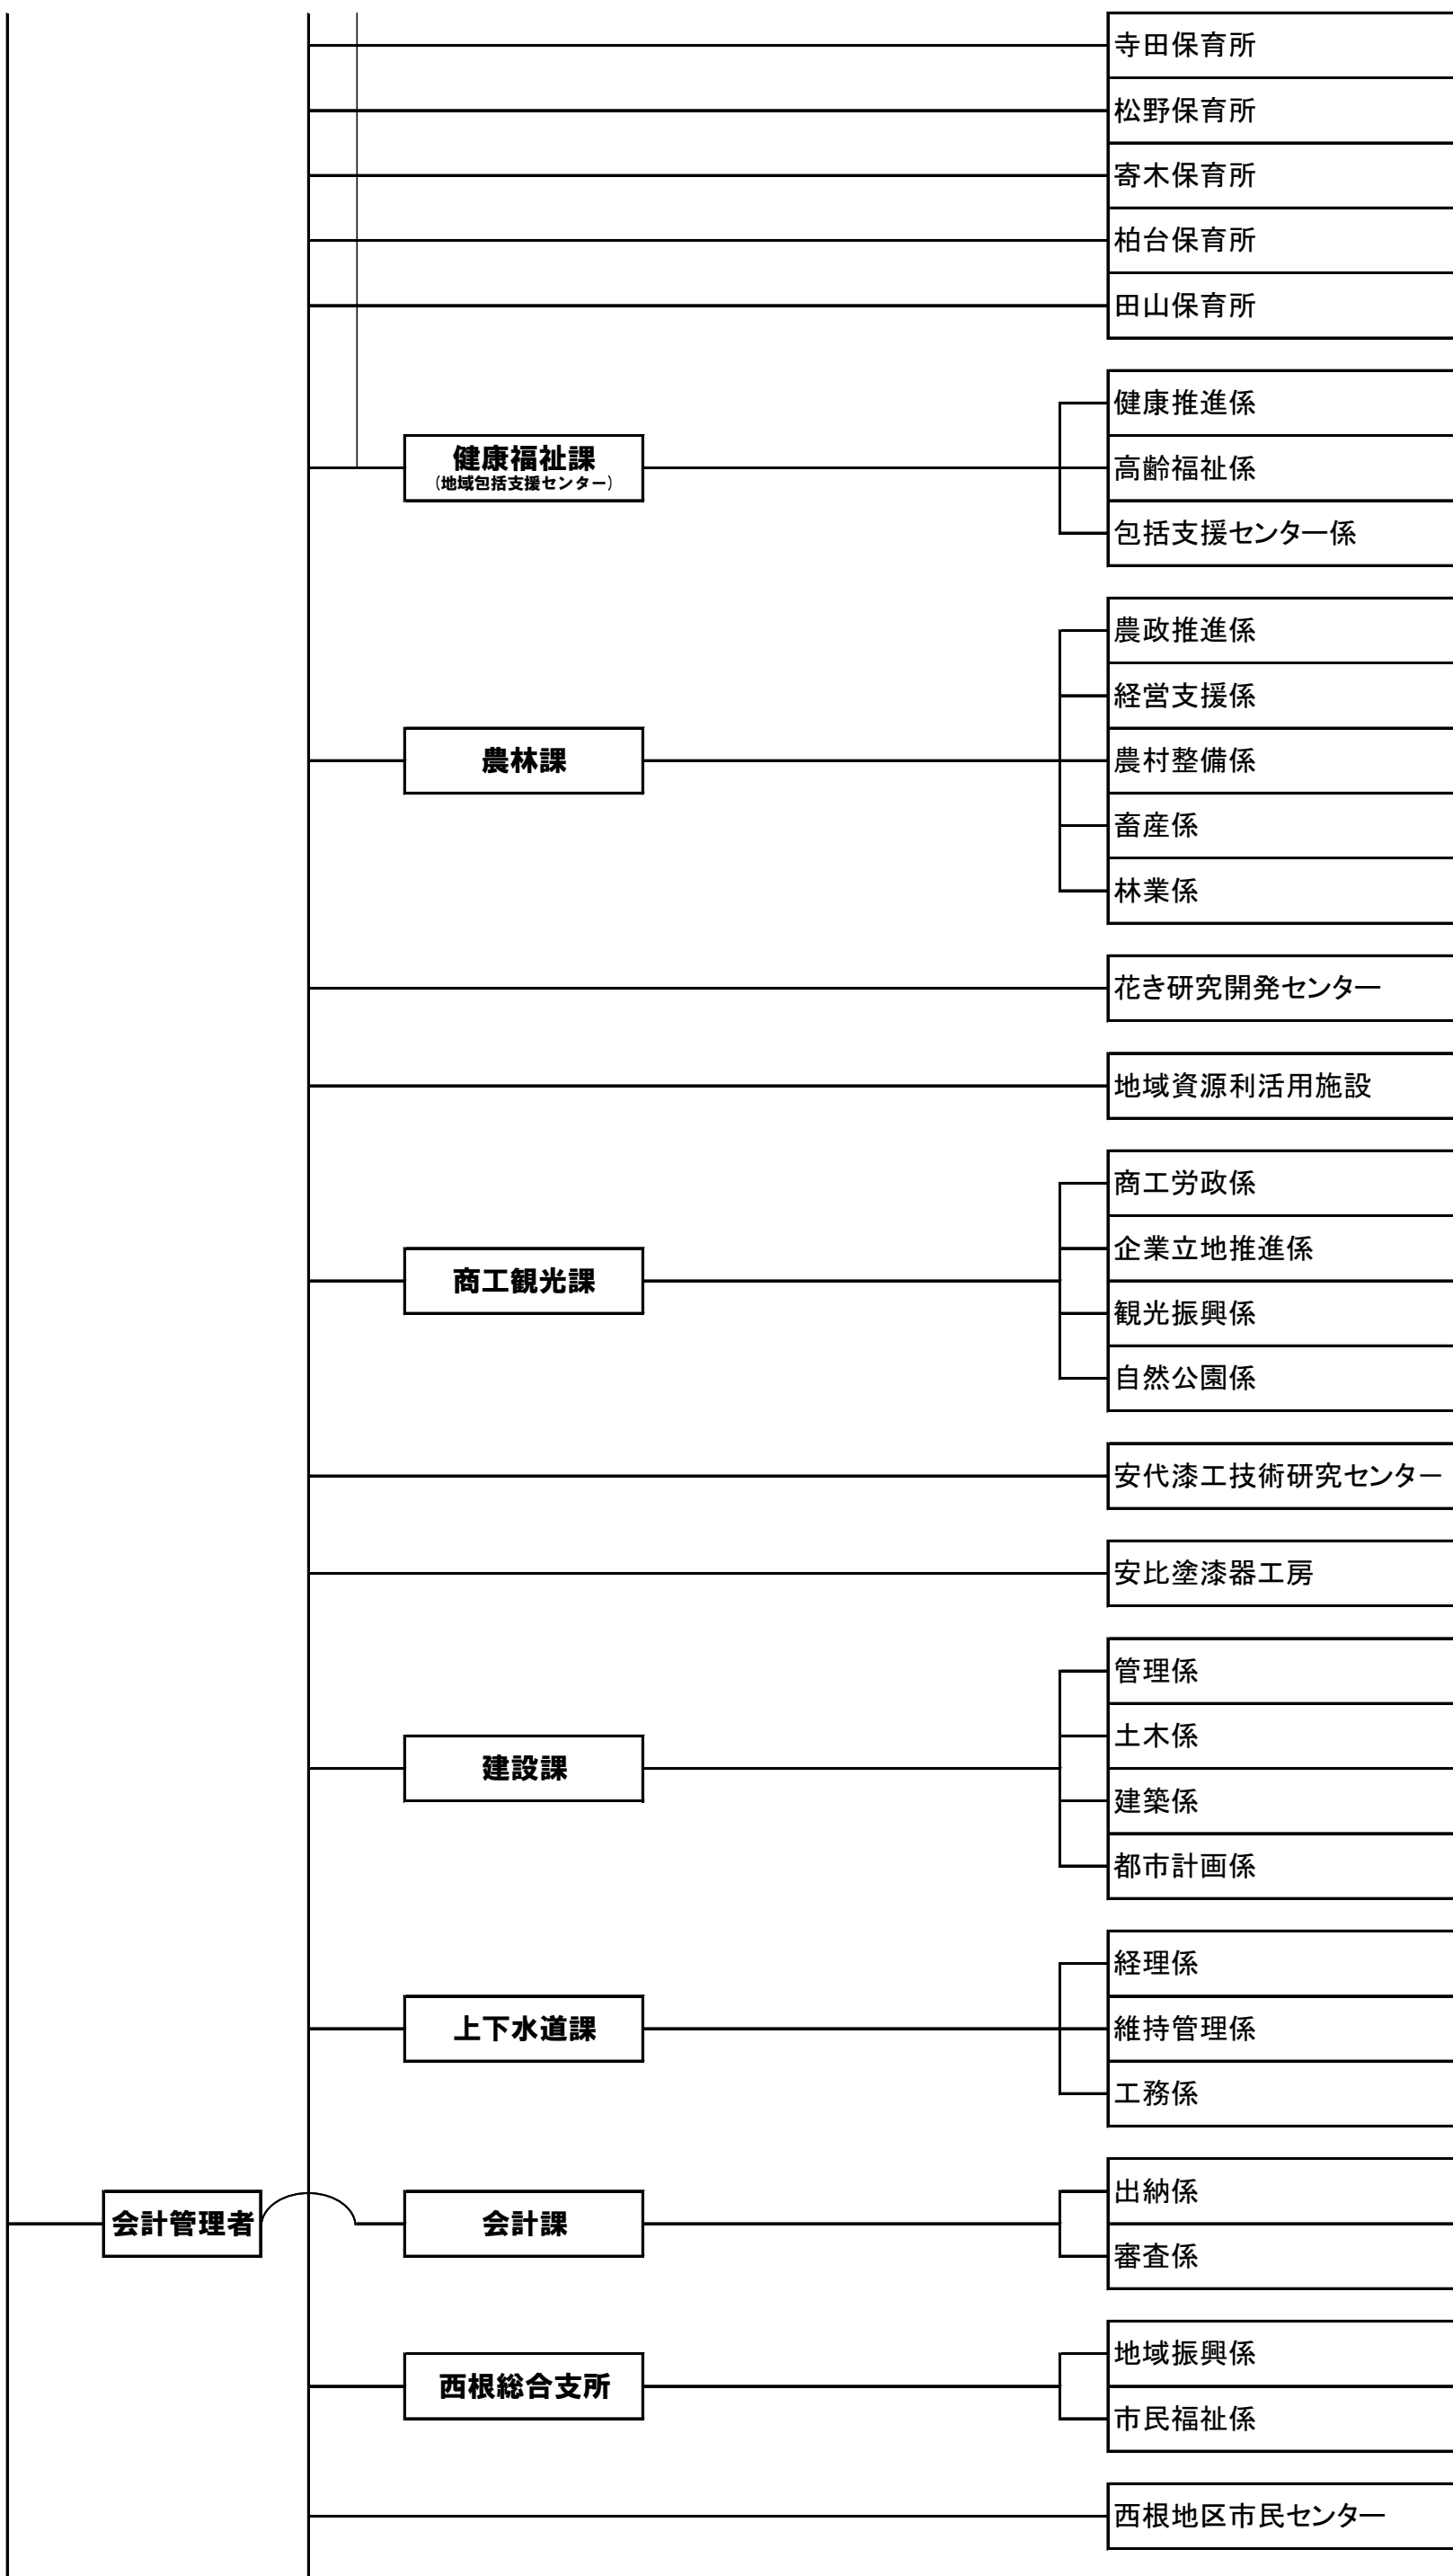 寺田保育所
松野保育所
寄木保育所
柏台保育所
田山保育所
健康福祉課
（地域包括支援センター）
健康推進係
高齢福祉係
包括支援センター係
農林課
農政推進係
経営支援係
農村整備係
畜産係
林業係
花き研究開発センター
地域資源利活用施設
商工観光課
商工労政係
企業立地推進係
観光振興係
自然公園係
安代漆工技術研究センター
安比塗漆器工房
建設課
管理係
土木係
建築係
都市計画係
上下水道課
経理係
維持管理係
工務係
会計管理者
会計課
出納係
審査係
西根総合支所
地域振興係
市民福祉係
西根地区市民センター